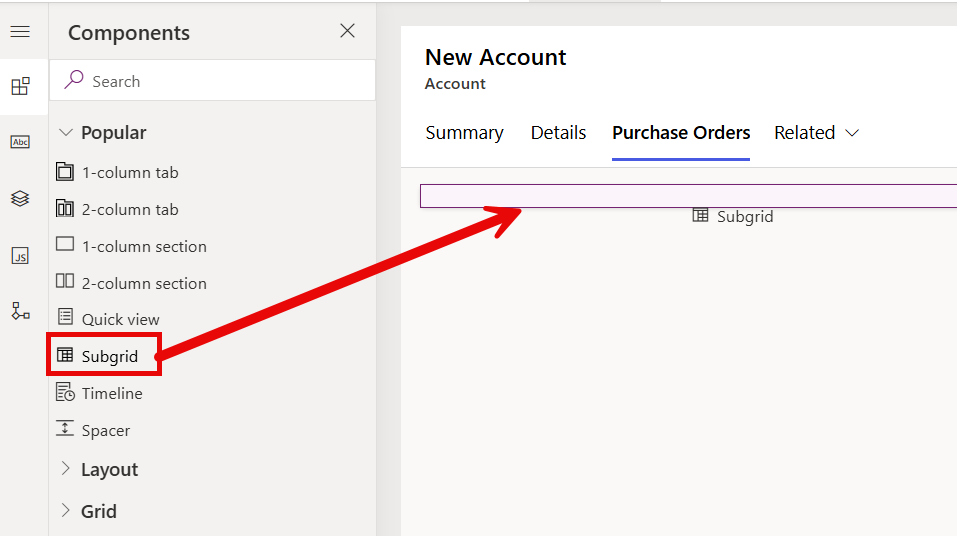 Components
Search
Popular
1-column tab
2-column tab
1-column section
2-column section
Quick view
Subgrid
Timeline
Spacer
Layout
Grid
Abc
JS
New Account
Account
Summary Details Purchase Orders Related
Subgrid